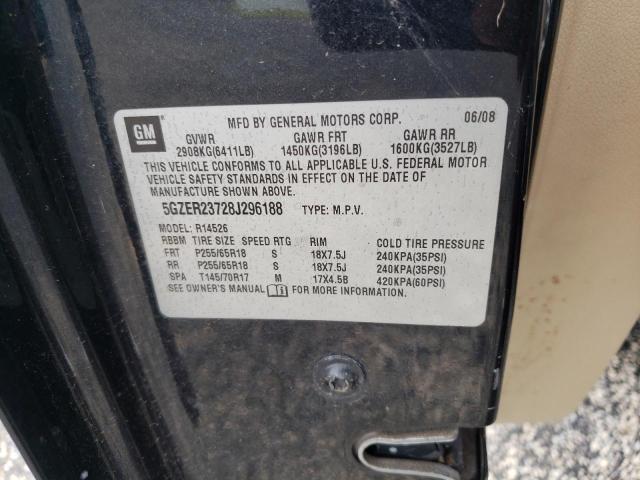 GM
MFD BY GENERAL MOTORS CORP. 06/08
GVWR GAWR FRT GAWR RR
2908KG(6411LB) 1450KG(3196LB) 1600KG(3527LB)
THIS VEHICLE CONFORMS TO ALL APPLICABLE U.S. FEDERAL MOTOR
VEHICLE SAFETY STANDARDS IN EFFECT ON THE DATE OF
MANUFACTURE SHOWN ABOVE.
5GZER23728J296188 TYPE: M.P.V.
MODEL: R14526
RBBM TIRE SIZE SPEED RTG RIM COLD TIRE PRESSURE
FRT P255/65R18 S 18X7.5J 240KPA(35PSI)
RR P255/65R18 S 18X7.5J 240KPA(35PSI)
SPA T145/70R17 M 17X4.5B 420KPA(60PSI)
SEE OWNER'S MANUAL FOR MORE INFORMATION.